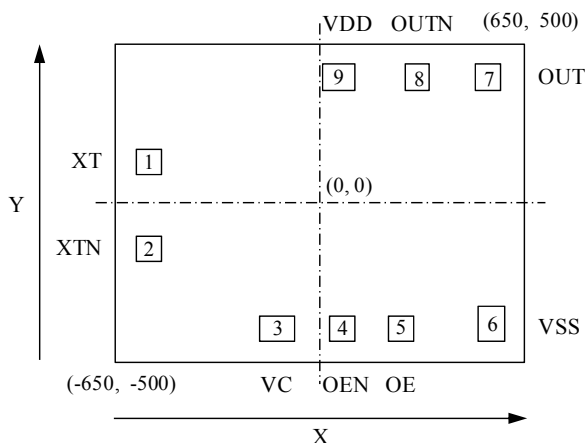 VDD OUTN (650, 500)
9 8 7 OUT
XT 1
(0, 0)
Y
XTN 2
3 4 5 6 VSS
(-650, -500) VC OEN OE
X